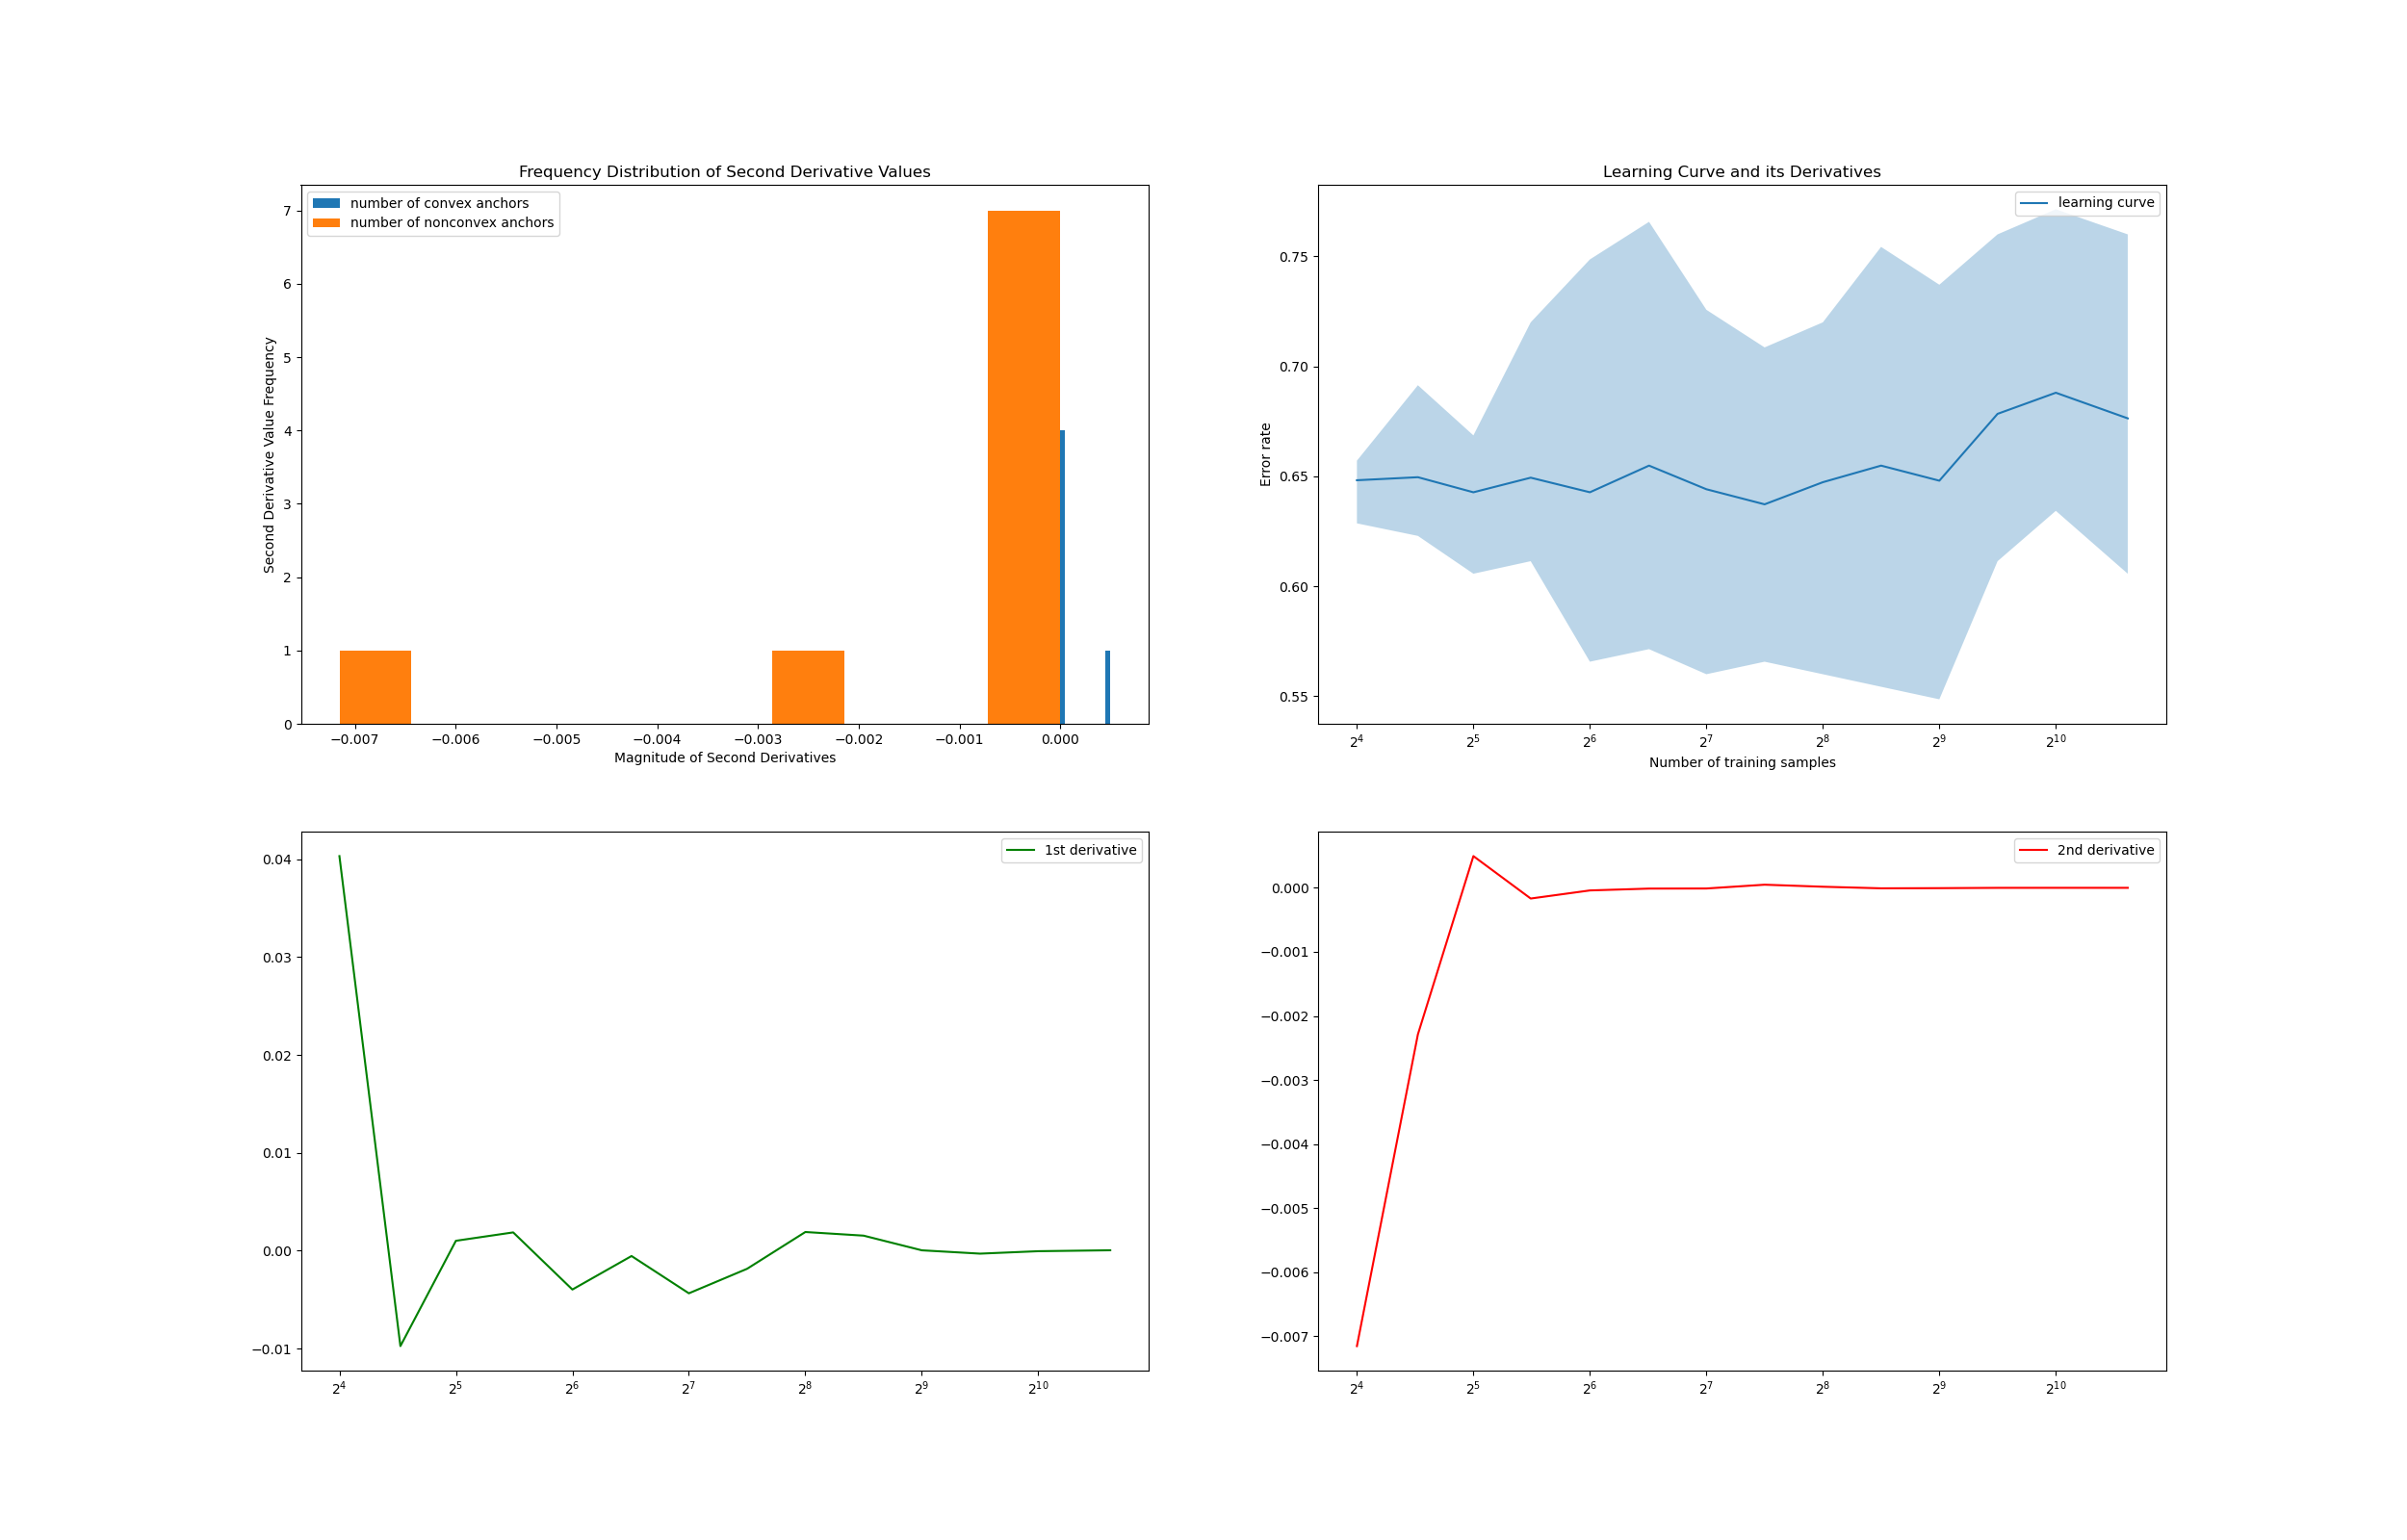 Frequency Distribution of Second Derivative Values
number of convex anchors
number of nonconvex anchors
7
6
5
4
3
2
1
0
Second Derivative Value Frequency
−0.007 −0.006 −0.005 −0.004 −0.003 −0.002 −0.001 0.000
Magnitude of Second Derivatives
Learning Curve and its Derivatives
learning curve
0.75
0.70
0.65
0.60
0.55
Error rate
2⁴ 2⁵ 2⁶ 2⁷ 2⁸ 2⁹ 2¹⁰
Number of training samples
1st derivative
0.04
0.03
0.02
0.01
0.00
−0.01
2⁴ 2⁵ 2⁶ 2⁷ 2⁸ 2⁹ 2¹⁰
2nd derivative
0.000
−0.001
−0.002
−0.003
−0.004
−0.005
−0.006
−0.007
2⁴ 2⁵ 2⁶ 2⁷ 2⁸ 2⁹ 2¹⁰